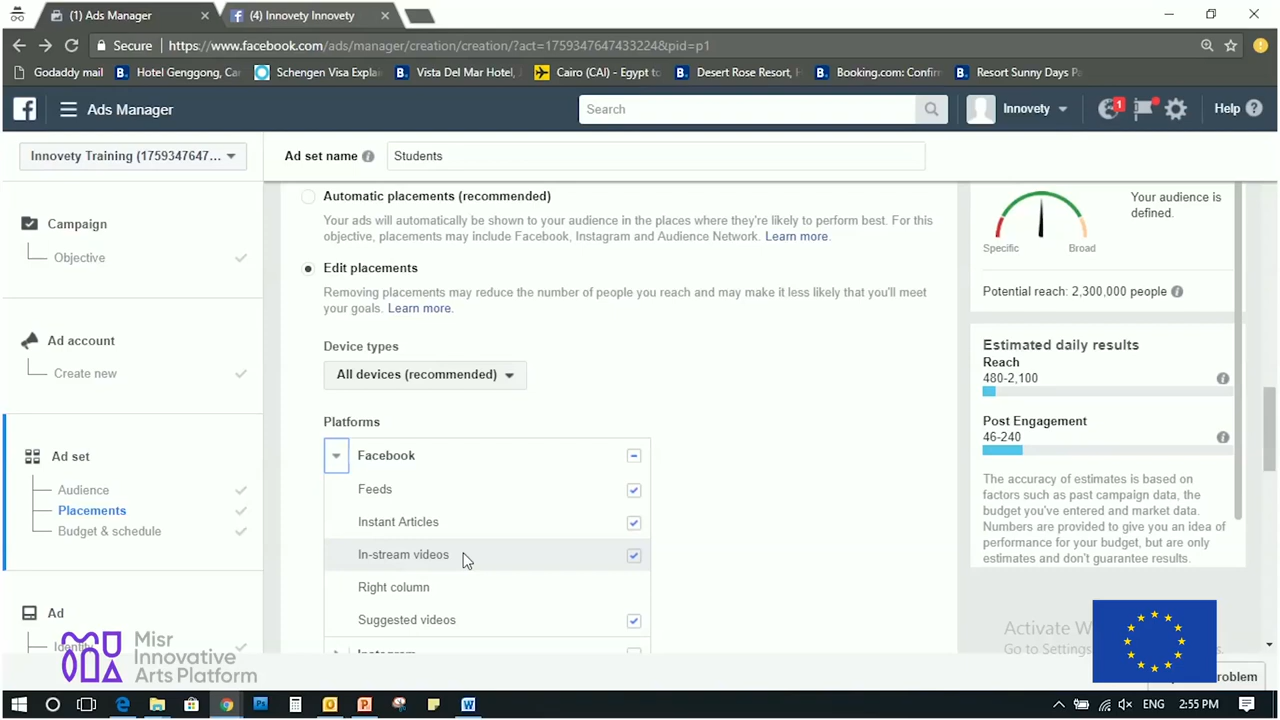 (1) Ads Manager
(4) Innovety Innovety
Secure
https://www.facebook.com/ads/manager/creation/creation/?act=1759347647433224&pid=p1
Godaddy mail
Hotel Genggong, Car
Schengen Visa Explai
Vista Del Mar Hotel,
Cairo (CAI) - Egypt to
Desert Rose Resort,
Booking.com: Confirm
Resort Sunny Days Pa
Ads Manager
Search
Innovety
1
Help
Innovety Training (1759347647...
Ad set name
Students
Campaign
Objective
Ad account
Create new
Ad set
Audience
Placements
Budget & schedule
Ad
Identity
Automatic placements (recommended)
Your ads will automatically be shown to your audience in the places where they're likely to perform best. For this
objective, placements may include Facebook, Instagram and Audience Network. Learn more.
Edit placements
Removing placements may reduce the number of people you reach and may make it less likely that you'll meet
your goals. Learn more.
Device types
All devices (recommended)
Platforms
Facebook
Feeds
Instant Articles
In-stream videos
Right column
Suggested videos
Instagram
Your audience is
defined.
Specific
Broad
Potential reach: 2,300,000 people
Estimated daily results
Reach
480-2,100
Post Engagement
46-240
The accuracy of estimates is based on
factors such as past campaign data, the
budget you've entered and market data.
Numbers are provided to give you an idea of
performance for your budget, but are only
estimates and don't guarantee results.
Activate W
Go to Settings
roblem
Misr
Innovative
Arts Platform
ENG
2:55 PM